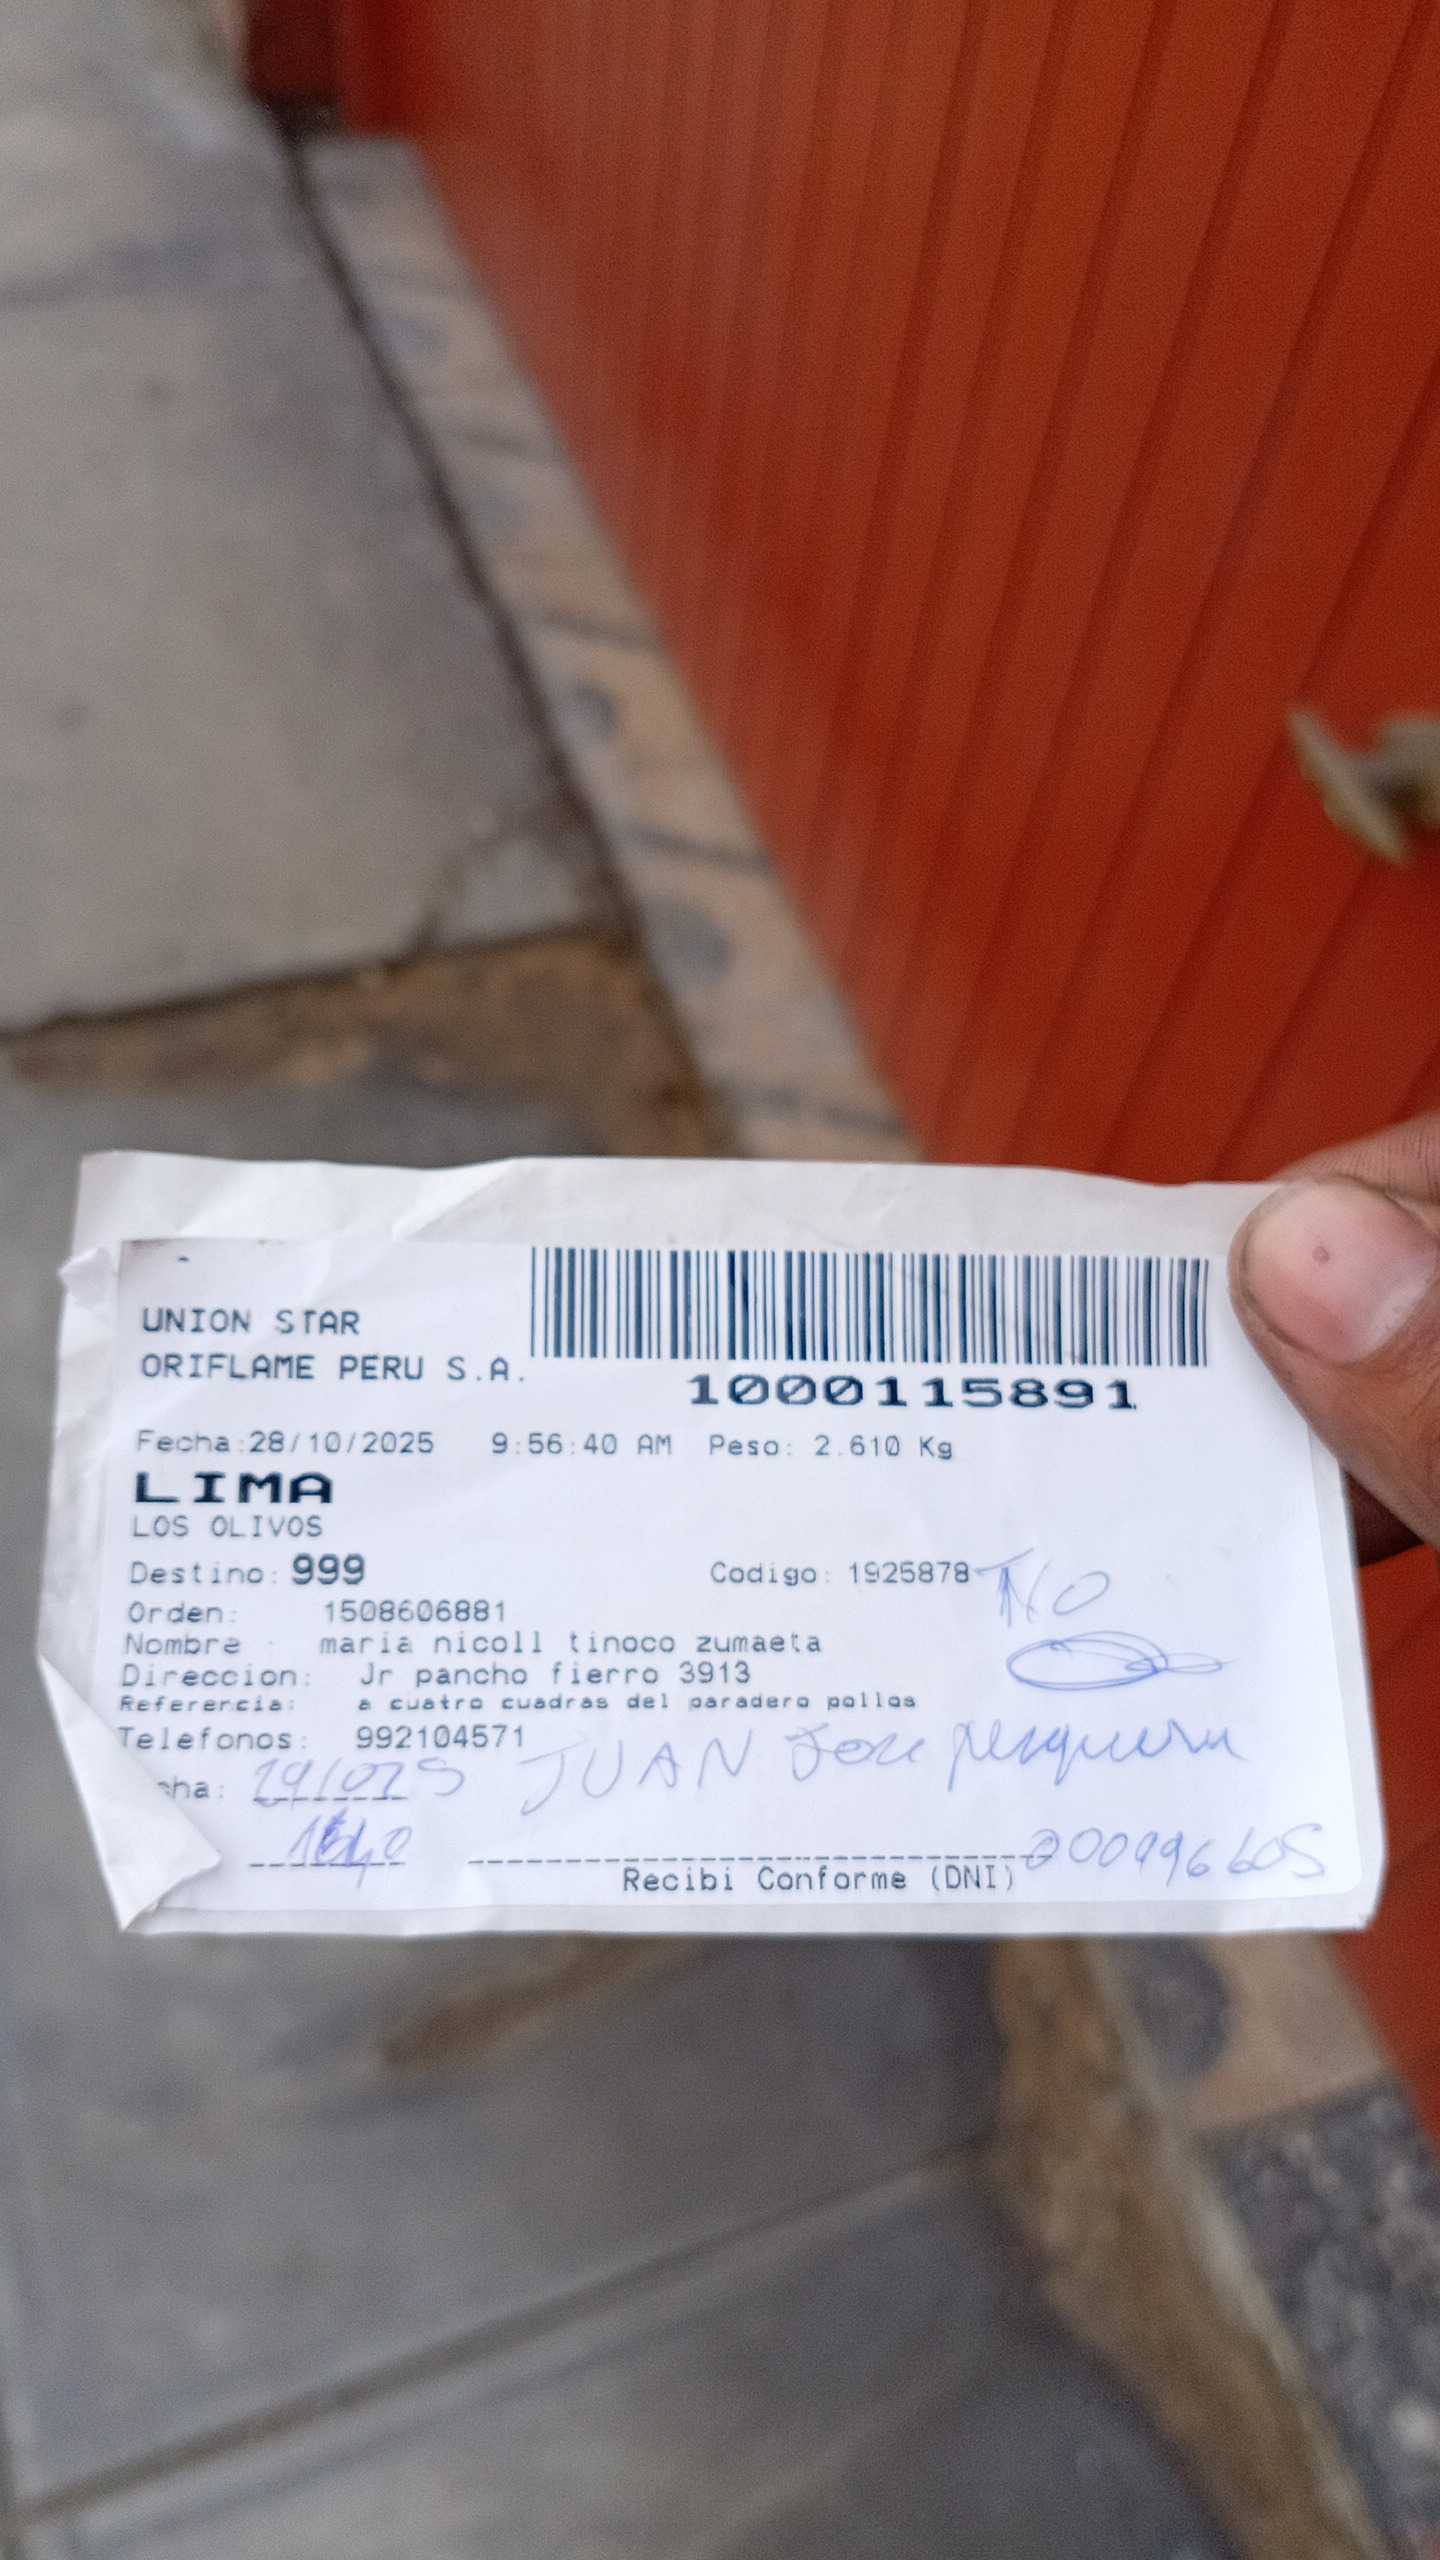 UNION STAR
ORIFLAME PERU S.A.
1000115891
Fecha:28/10/2025 9:56:40 AM Peso: 2.610 Kg
LIMA
LOS OLIVOS
Destino: 999 Codigo: 1925878
Orden: 1508606881
Nombre : maria nicoll tinoco zumaeta
Direccion: Jr pancho fierro 3913
Referencia: a cuatro cuadras del paradero pollos
Telefonos: 992104571
cha: JUAN Jose
Recibi Conforme (DNI)